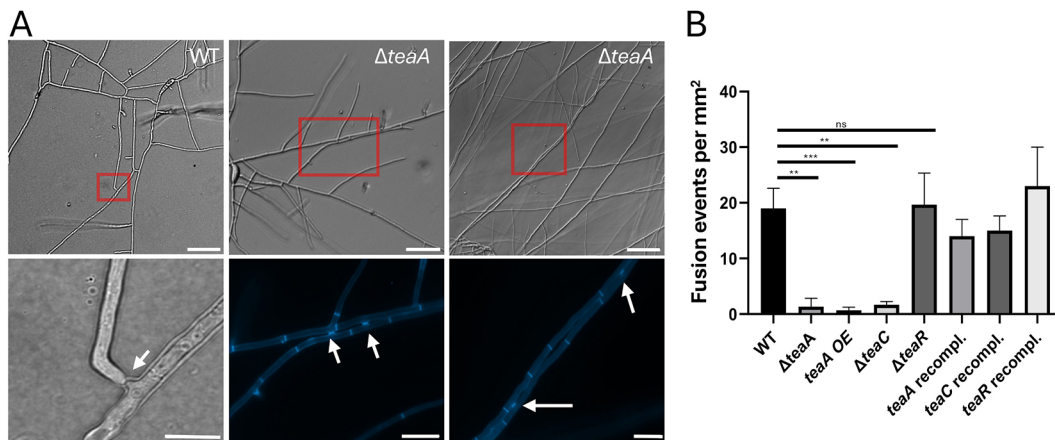 A
WT
ΔteaA
ΔteaA
B
Fusion events per mm²
40
30
20
10
0
ns
**
***
**
WT
ΔteaA
teaA OE
ΔteaC
ΔteaR
teaA recompl.
teaC recompl.
teaR recompl.